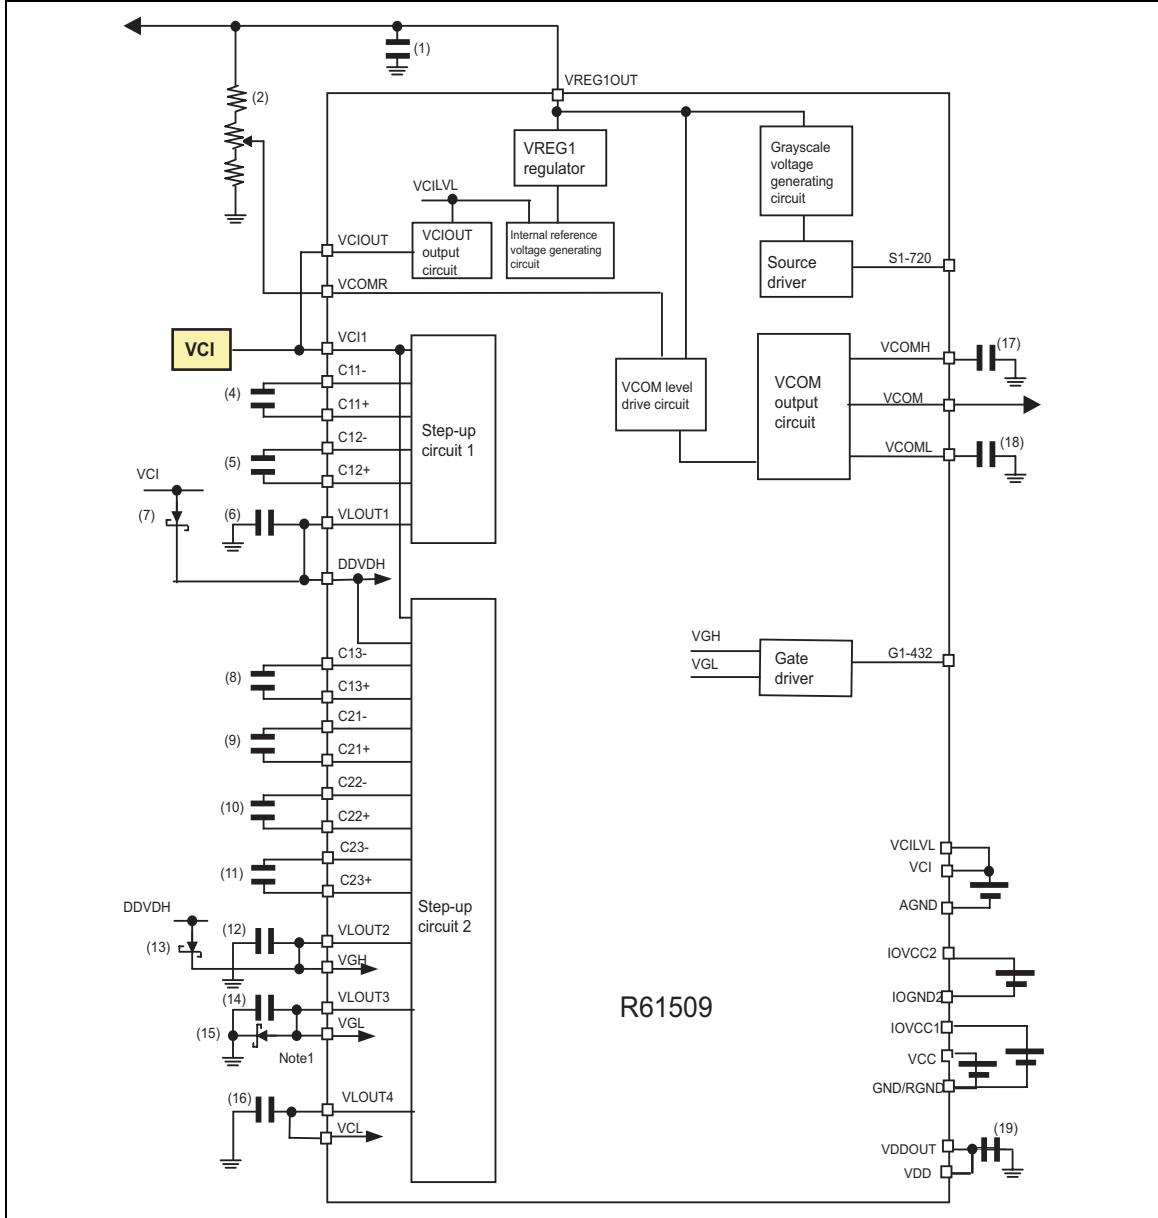 (1)
VREG1OUT
(2)
VREG1
regulator
Grayscale
voltage
generating
circuit
VCILVL
VCIOUT
VCIOUT
output
circuit
Internal reference
voltage generating
circuit
Source
driver
S1-720
VCOMR
VCI
VCI1
C11-
(4)
C11+
C12-
(5)
C12+
Step-up
circuit 1
VCOM level
drive circuit
VCOM
output
circuit
VCOMH
(17)
VCOM
VCOML
(18)
VCI
(7)
(6)
VLOUT1
DDVDH
VGH
VGL
Gate
driver
G1-432
C13-
(8)
C13+
C21-
(9)
C21+
C22-
(10)
C22+
C23-
(11)
C23+
Step-up
circuit 2
DDVDH
(13)
(12)
VLOUT2
VGH
(14)
VLOUT3
(15)
VGL
Note1
(16)
VLOUT4
VCL
R61509
VCILVL
VCI
AGND
IOVCC2
IOGND2
IOVCC1
VCC
GND/RGND
VDDOUT
(19)
VDD